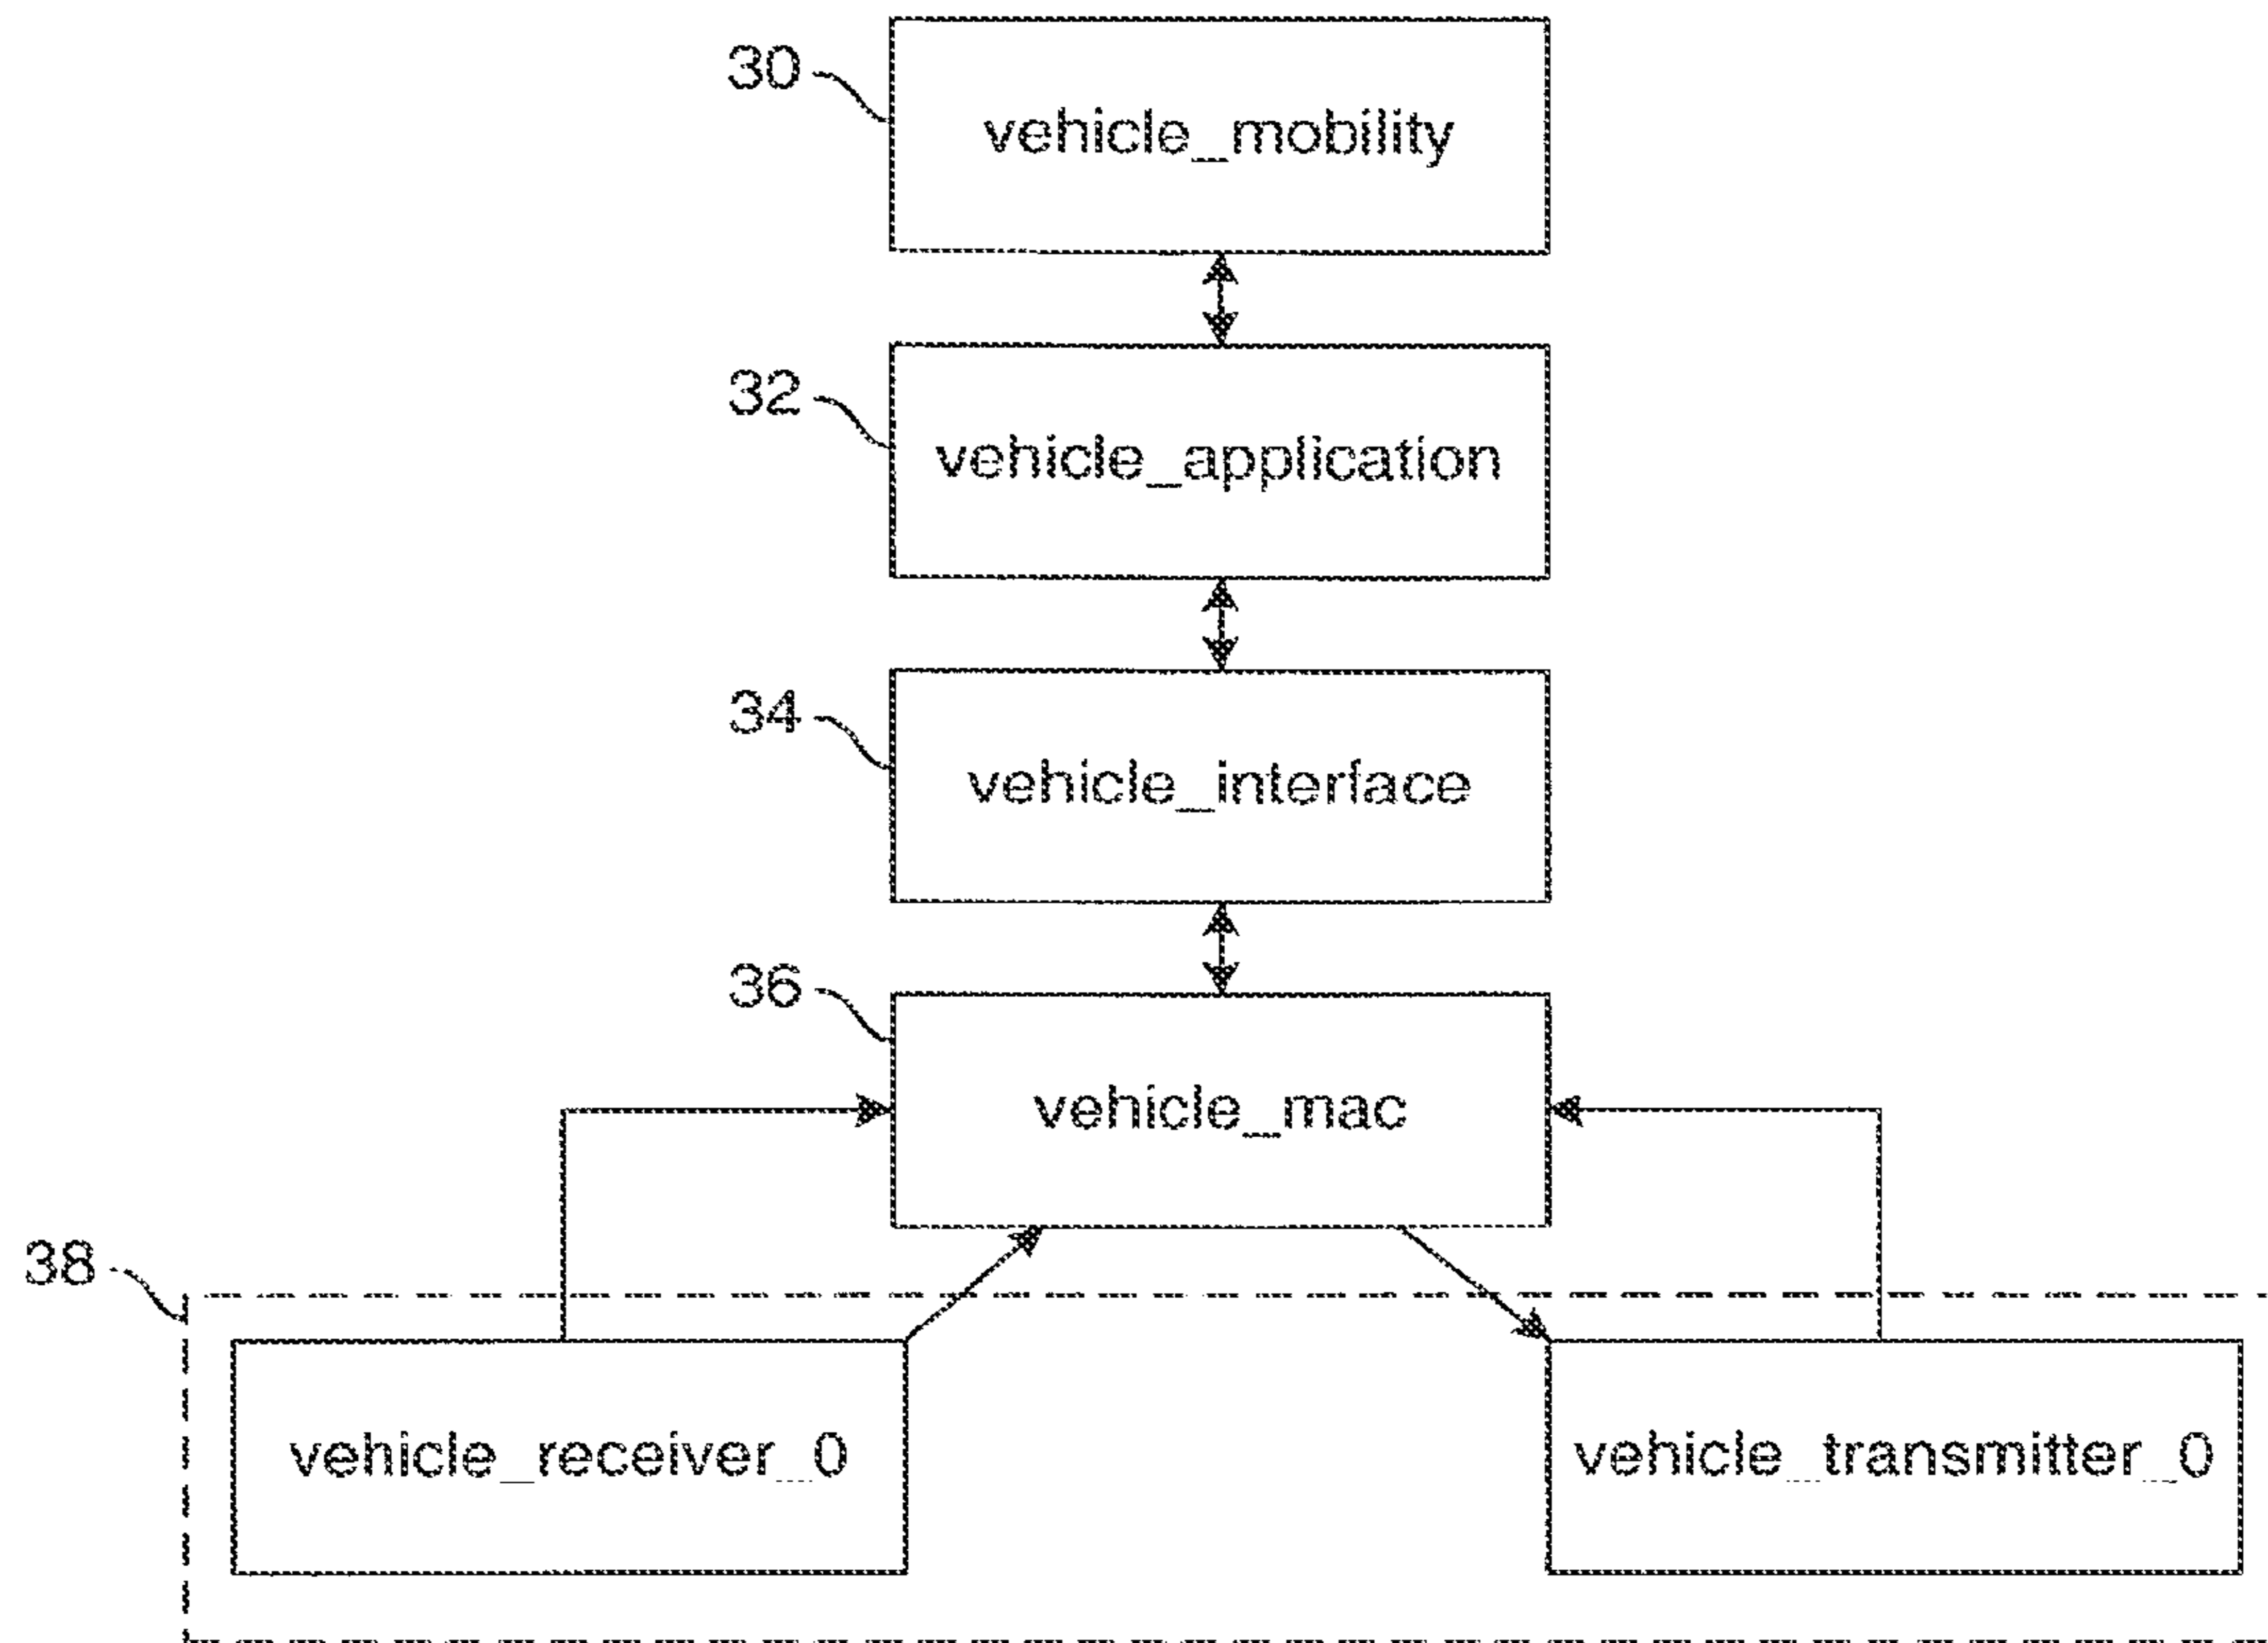 30
vehicle_mobility
32
vehicle_application
34
vehicle_interface
36
vehicle_mac
38
vehicle_receiver_0
vehicle_transmitter_0